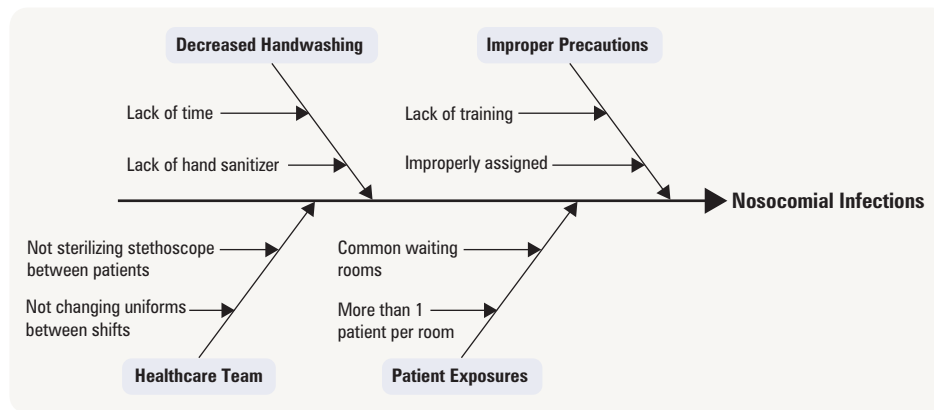 Decreased Handwashing
Improper Precautions
Lack of time
Lack of training
Lack of hand sanitizer
Improperly assigned
Nosocomial Infections
Not sterilizing stethoscope
between patients
Common waiting
rooms
Not changing uniforms
between shifts
More than 1
patient per room
Healthcare Team
Patient Exposures